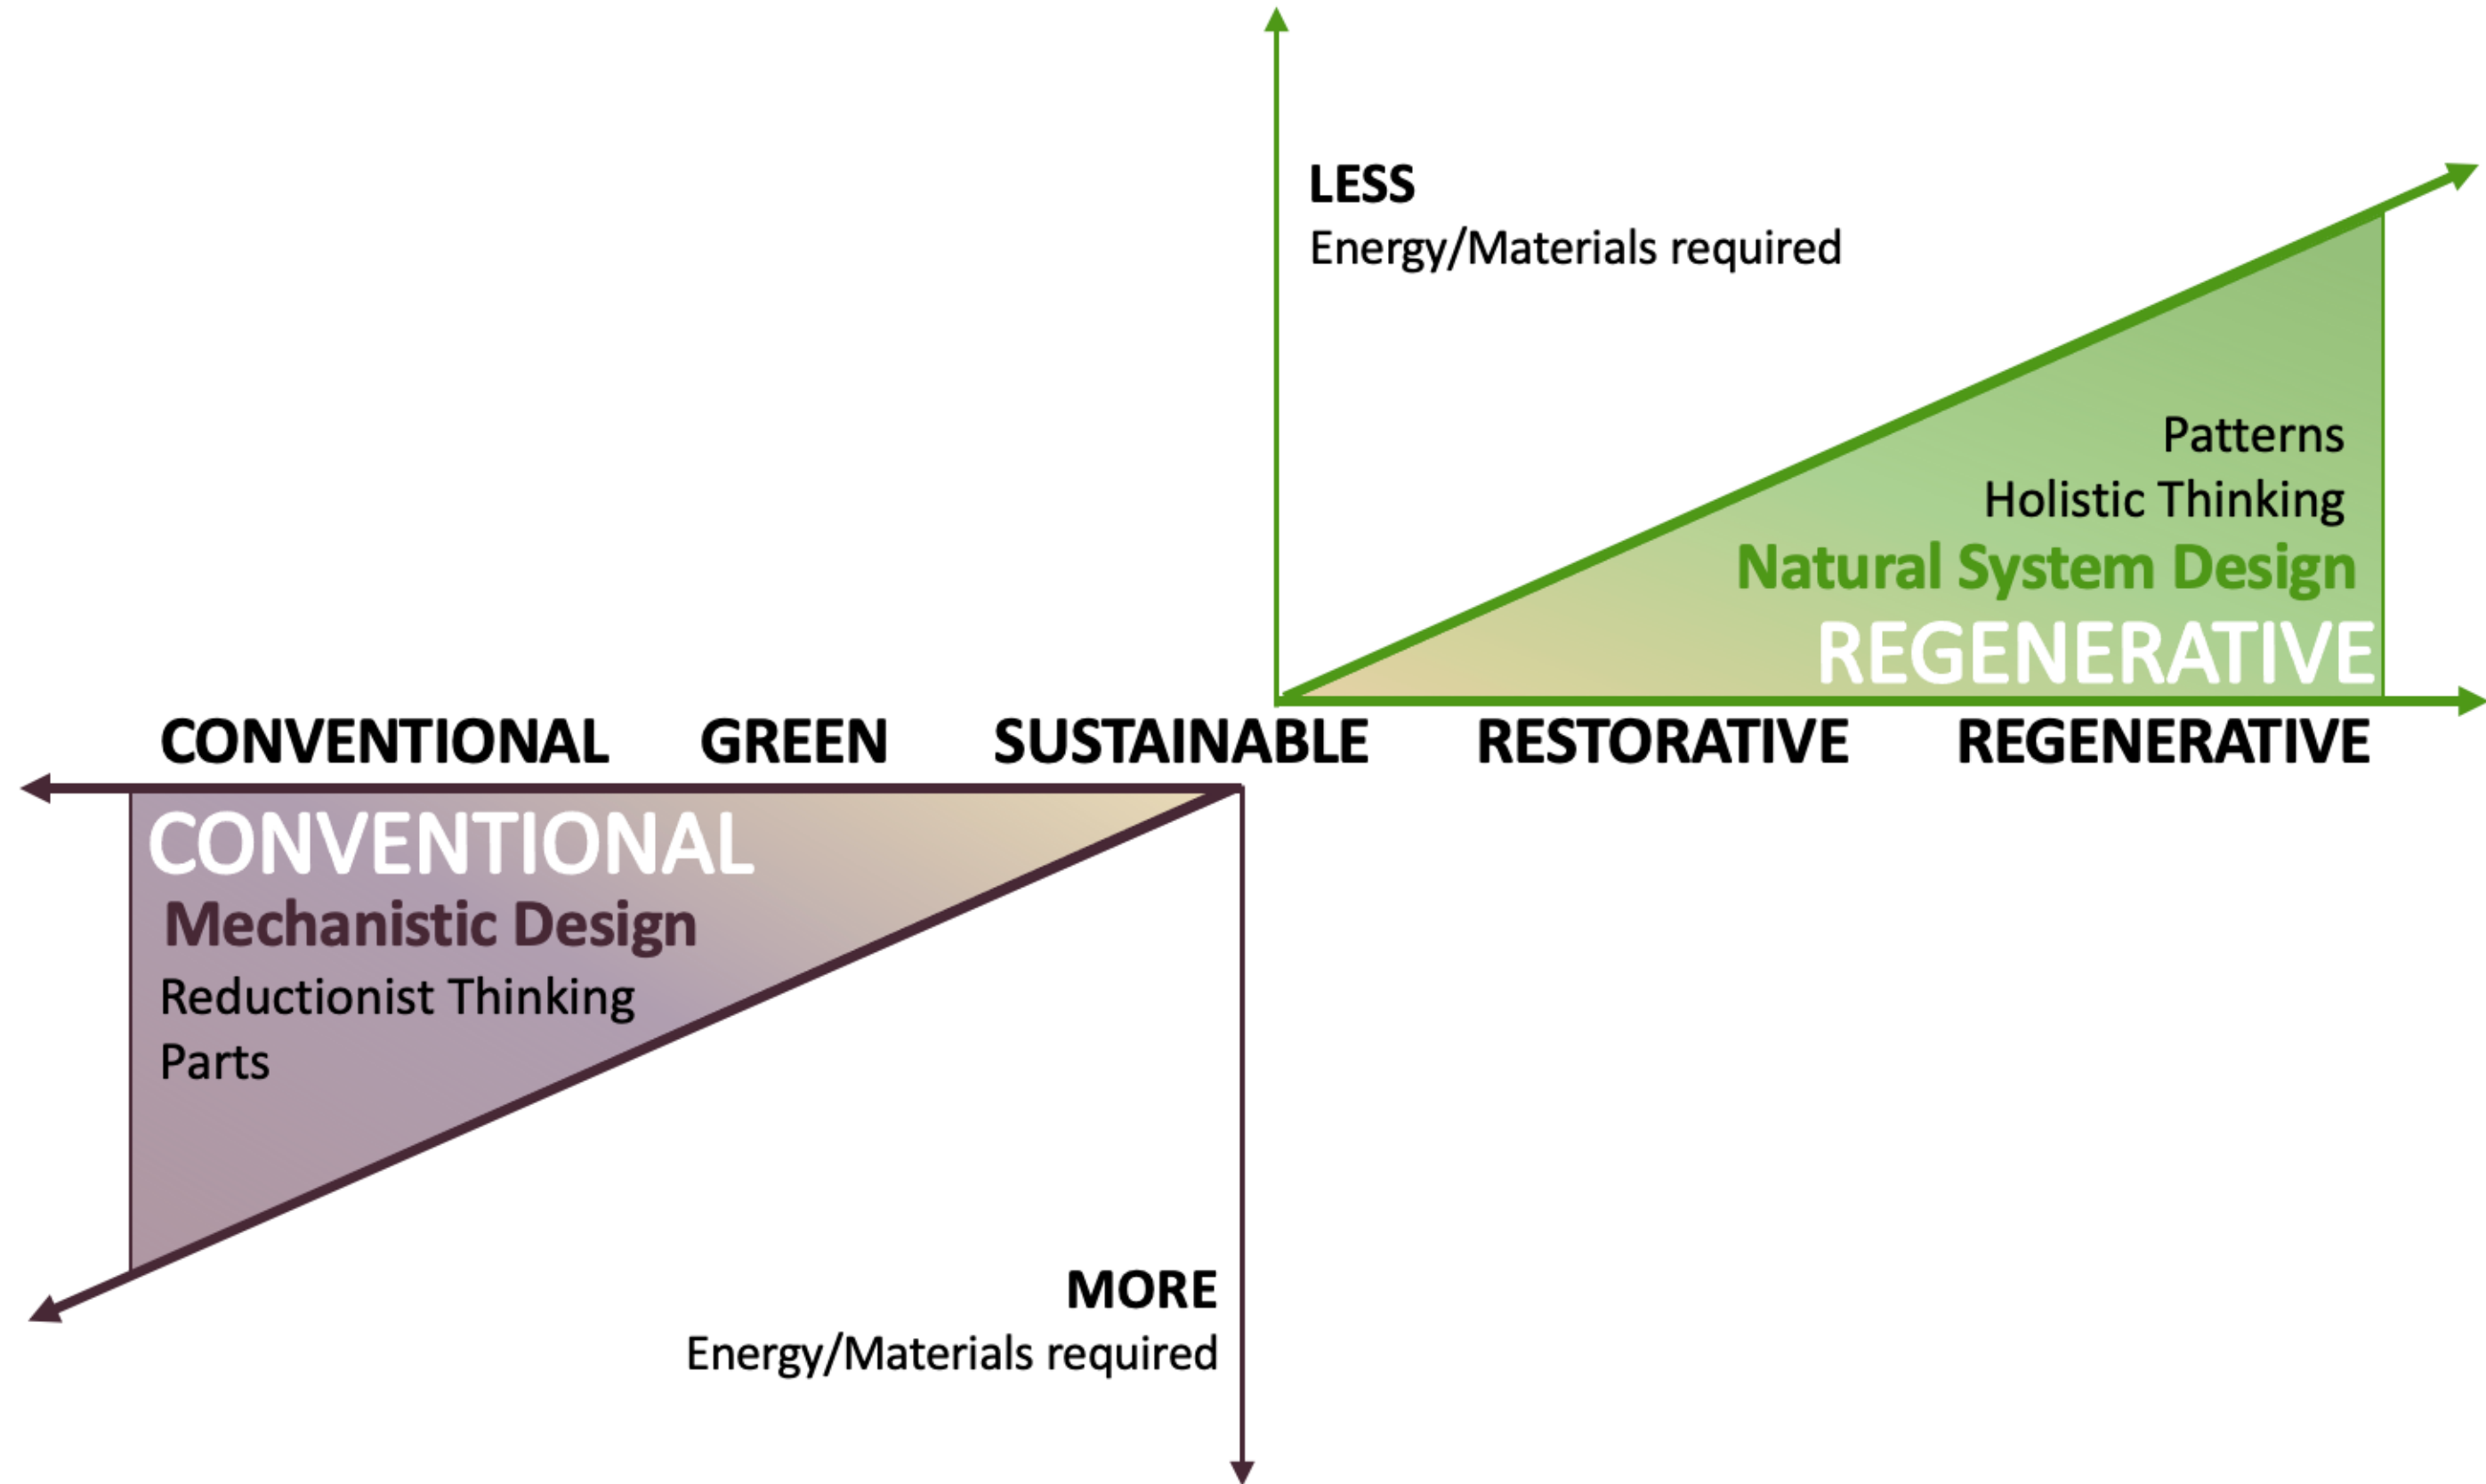 LESS
Energy/Materials required
Patterns
Holistic Thinking
Natural System Design
REGENERATIVE
CONVENTIONAL GREEN SUSTAINABLE RESTORATIVE REGENERATIVE
CONVENTIONAL
Mechanistic Design
Reductionist Thinking
Parts
MORE
Energy/Materials required